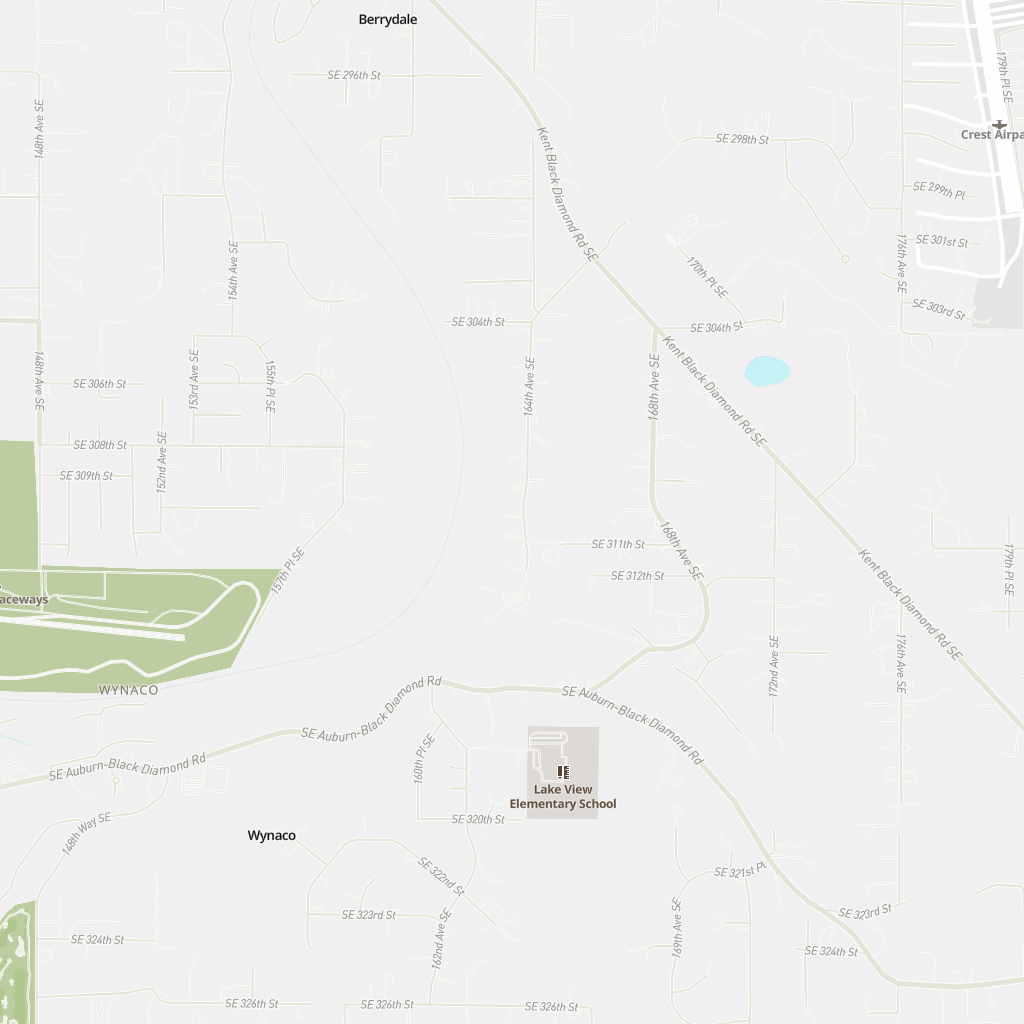 Berrydale
SE 296th St
179th Pl SE
148th Ave SE
Crest Airpa
SE 298th St
Kent Black Diamond Rd SE
SE 299th Pl
SE 301st St
176th Ave SE
154th Ave SE
170th Pl SE
SE 303rd St
SE 304th St
SE 304th St
148th Ave SE
153rd Ave SE
155th Pl SE
164th Ave SE
168th Ave SE
Kent Black Diamond Rd SE
SE 306th St
SE 308th St
152nd Ave SE
SE 309th St
168th Ave SE
SE 311th St
SE 312th St
157th Pl SE
Kent Black Diamond Rd SE
179th Pl SE
aceways
176th Ave SE
172nd Ave SE
WYNACO
SE Auburn-Black Diamond Rd
SE Auburn-Black Diamond Rd
SE Auburn-Black Diamond Rd
160th Pl SE
Lake View
Elementary School
148th Way SE
SE 320th St
Wynaco
SE 322nd St
SE 321st Pl
SE 323rd St
SE 323rd St
169th Ave SE
162nd Ave SE
SE 324th St
SE 324th St
SE 326th St
SE 326th St
SE 326th St